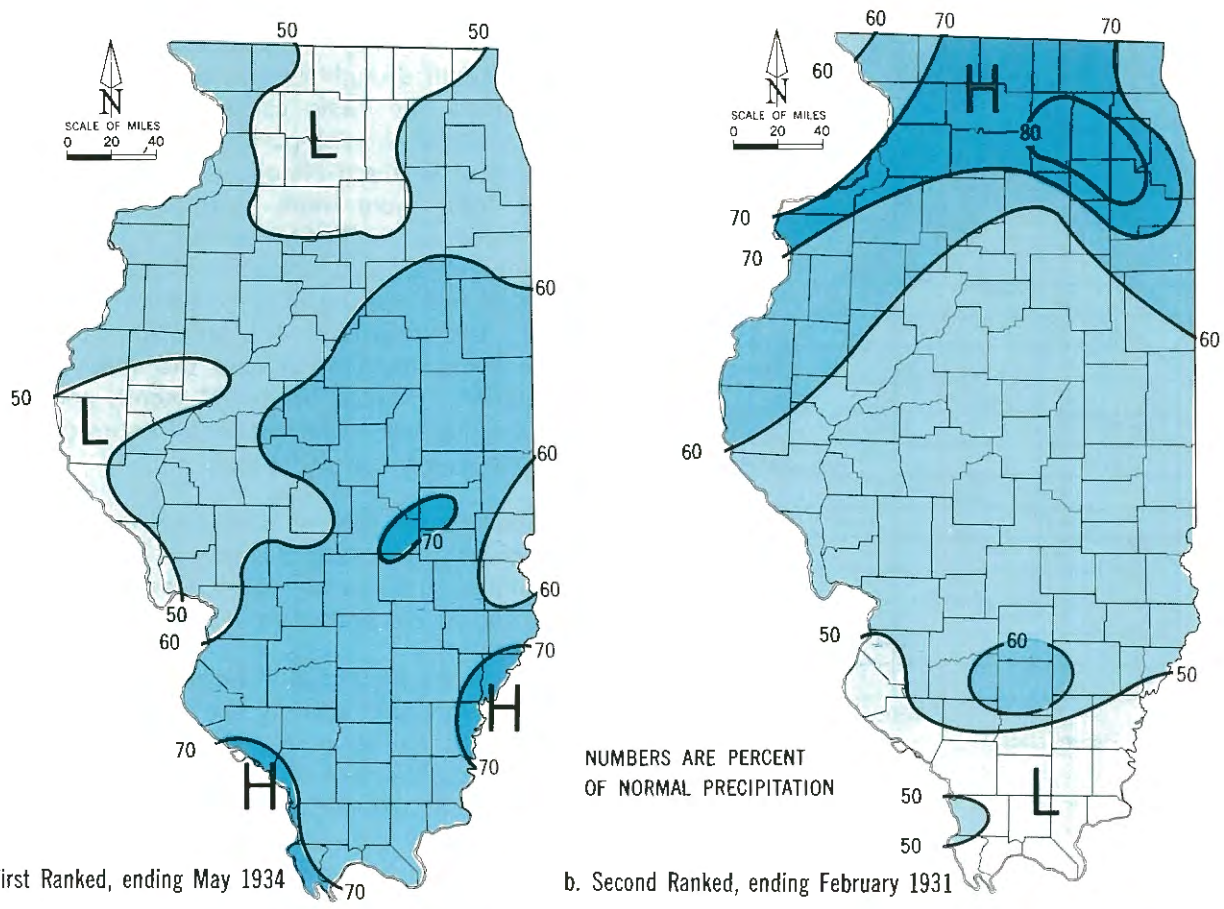 50
50
N
SCALE OF MILES
0 20 40
L
60
50
L
60
70
50
60
60
70
H
70
70
H
70
irst Ranked, ending May 1934
60
70
70
60
N
SCALE OF MILES
0 20 40
H
80
70
70
60
60
50
60
50
NUMBERS ARE PERCENT
OF NORMAL PRECIPITATION
L
50
50
b. Second Ranked, ending February 1931